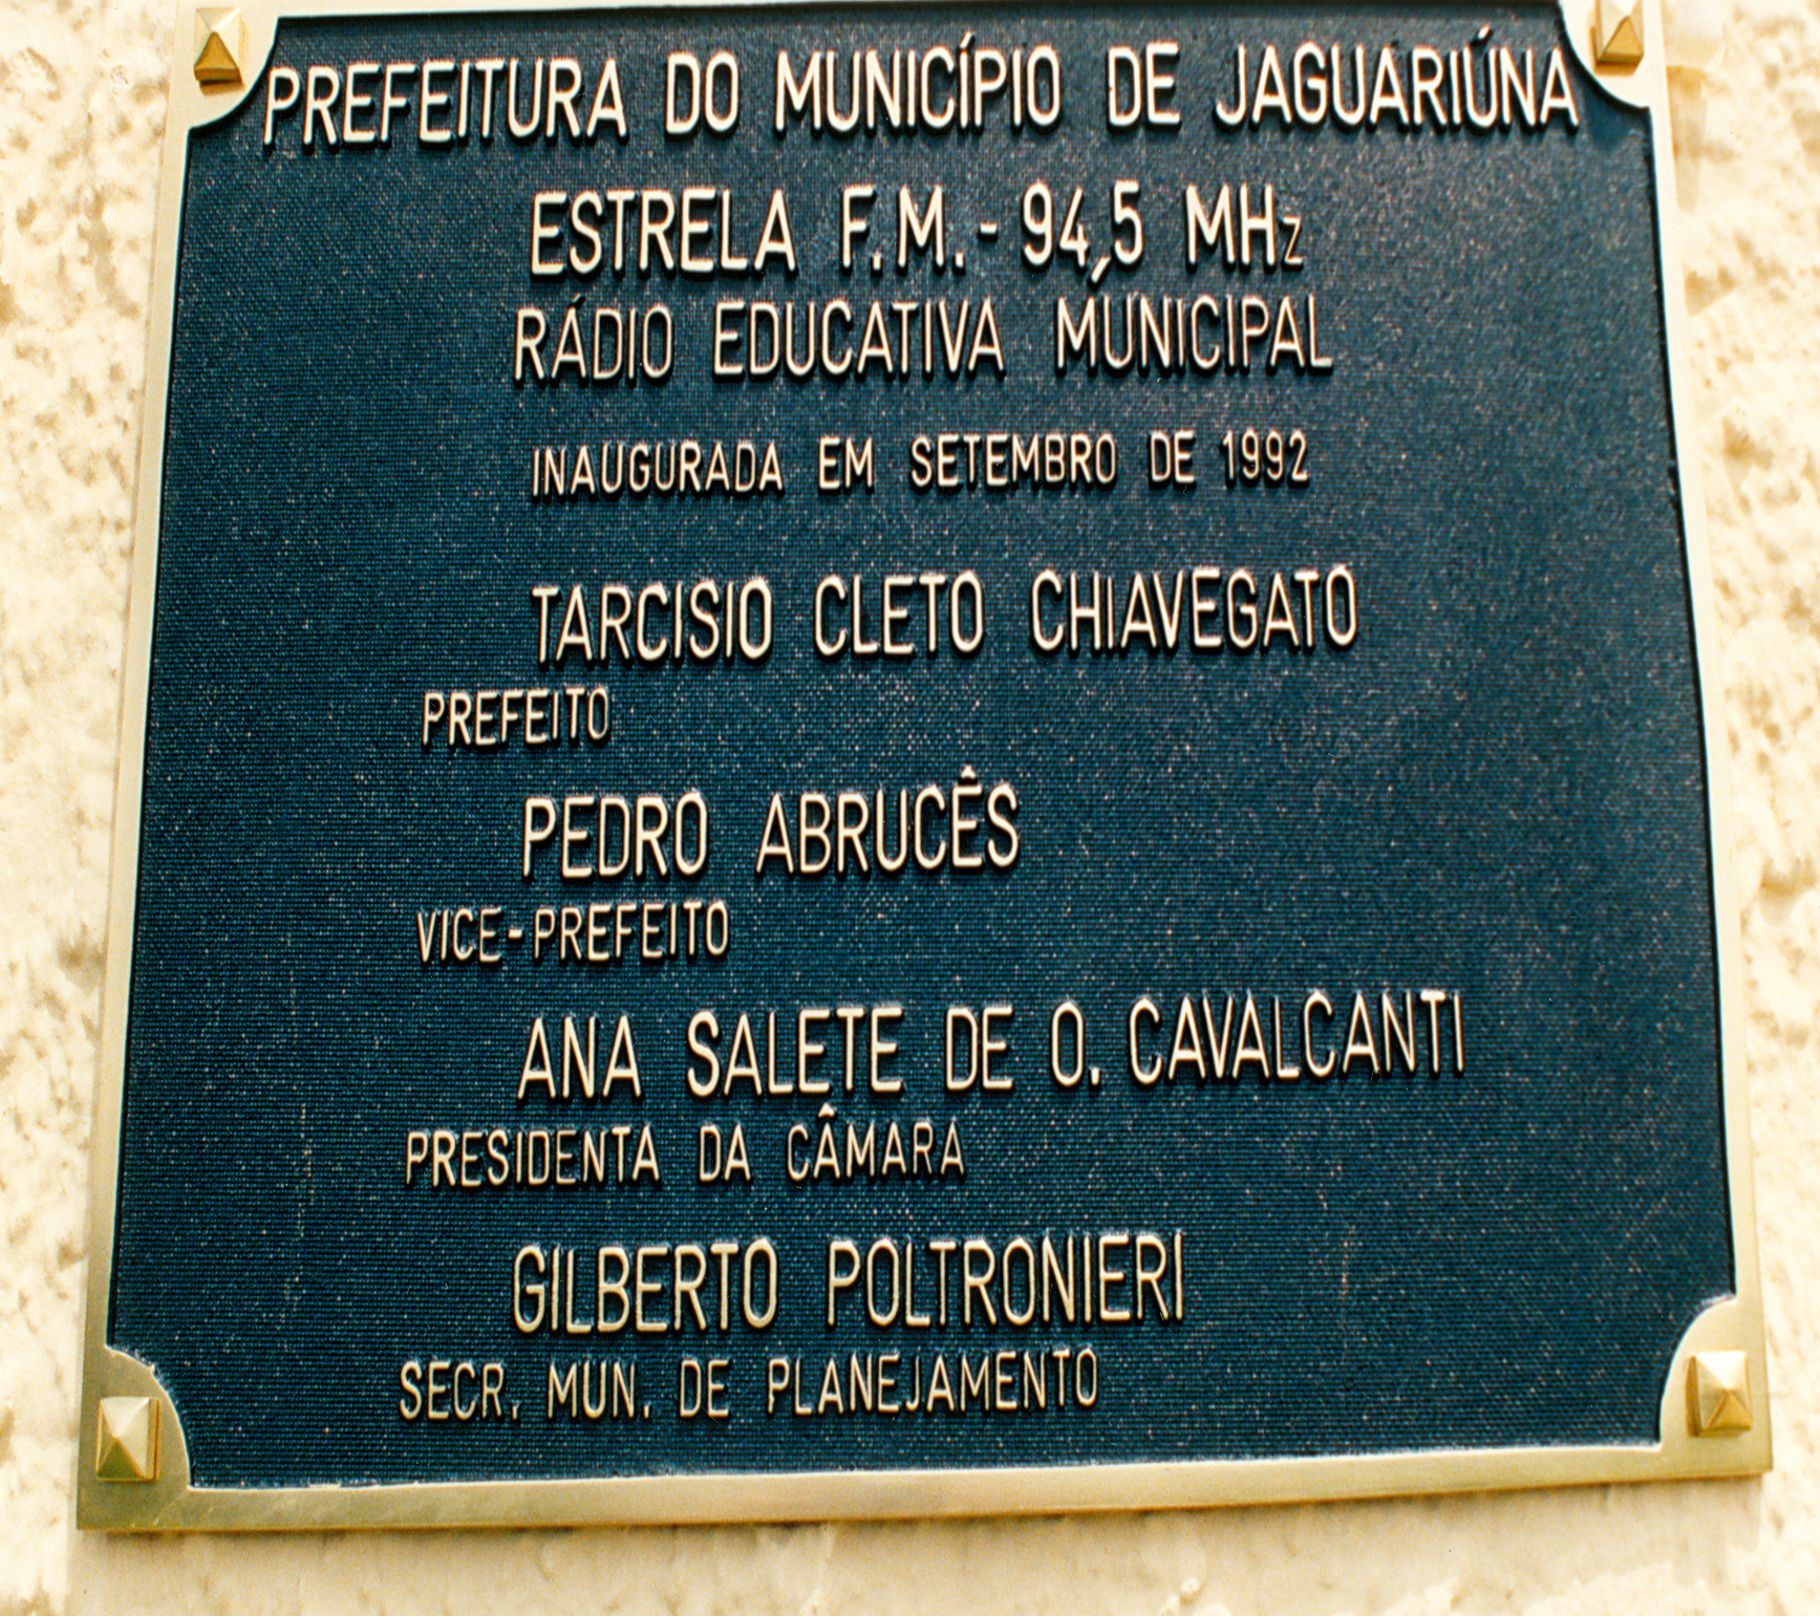 PREFEITURA DO MUNICÍPIO DE JAGUARIÚNA
ESTRELA F.M. - 94,5 MHz
RÁDIO EDUCATIVA MUNICIPAL
INAUGURADA EM SETEMBRO DE 1992
TARCISIO CLETO CHIAVEGATO
PREFEITO
PEDRO ABRUCÊS
VICE-PREFEITO
ANA SALETE DE O. CAVALCANTI
PRESIDENTA DA CÂMARA
GILBERTO POLTRONIERI
SECR. MUN. DE PLANEJAMENTO